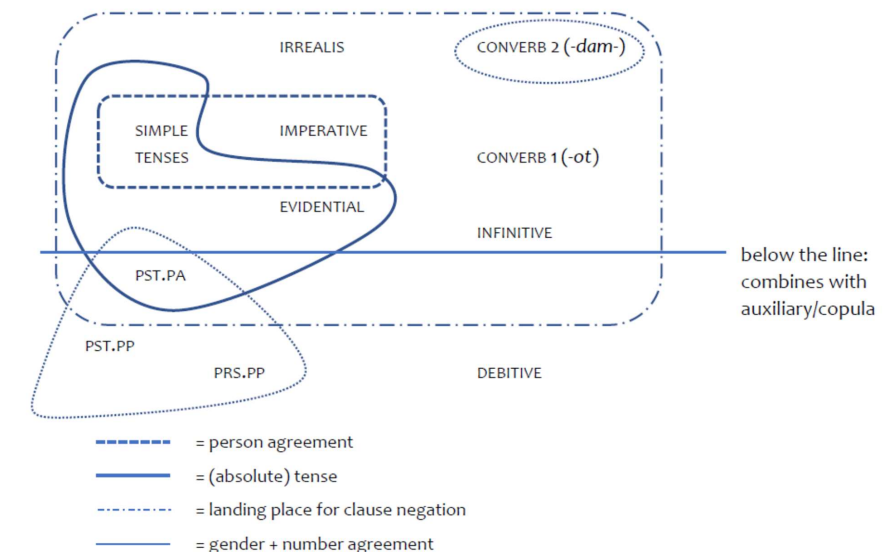 IRREALIS
CONVERB 2 (-dam-)
SIMPLE
TENSES
IMPERATIVE
CONVERB 1 (-ot)
EVIDENTIAL
INFINITIVE
below the line:
combines with
auxiliary/copula
PST.PA
PST.PP
PRS.PP
DEBITIVE
= person agreement
= (absolute) tense
= landing place for clause negation
= gender + number agreement